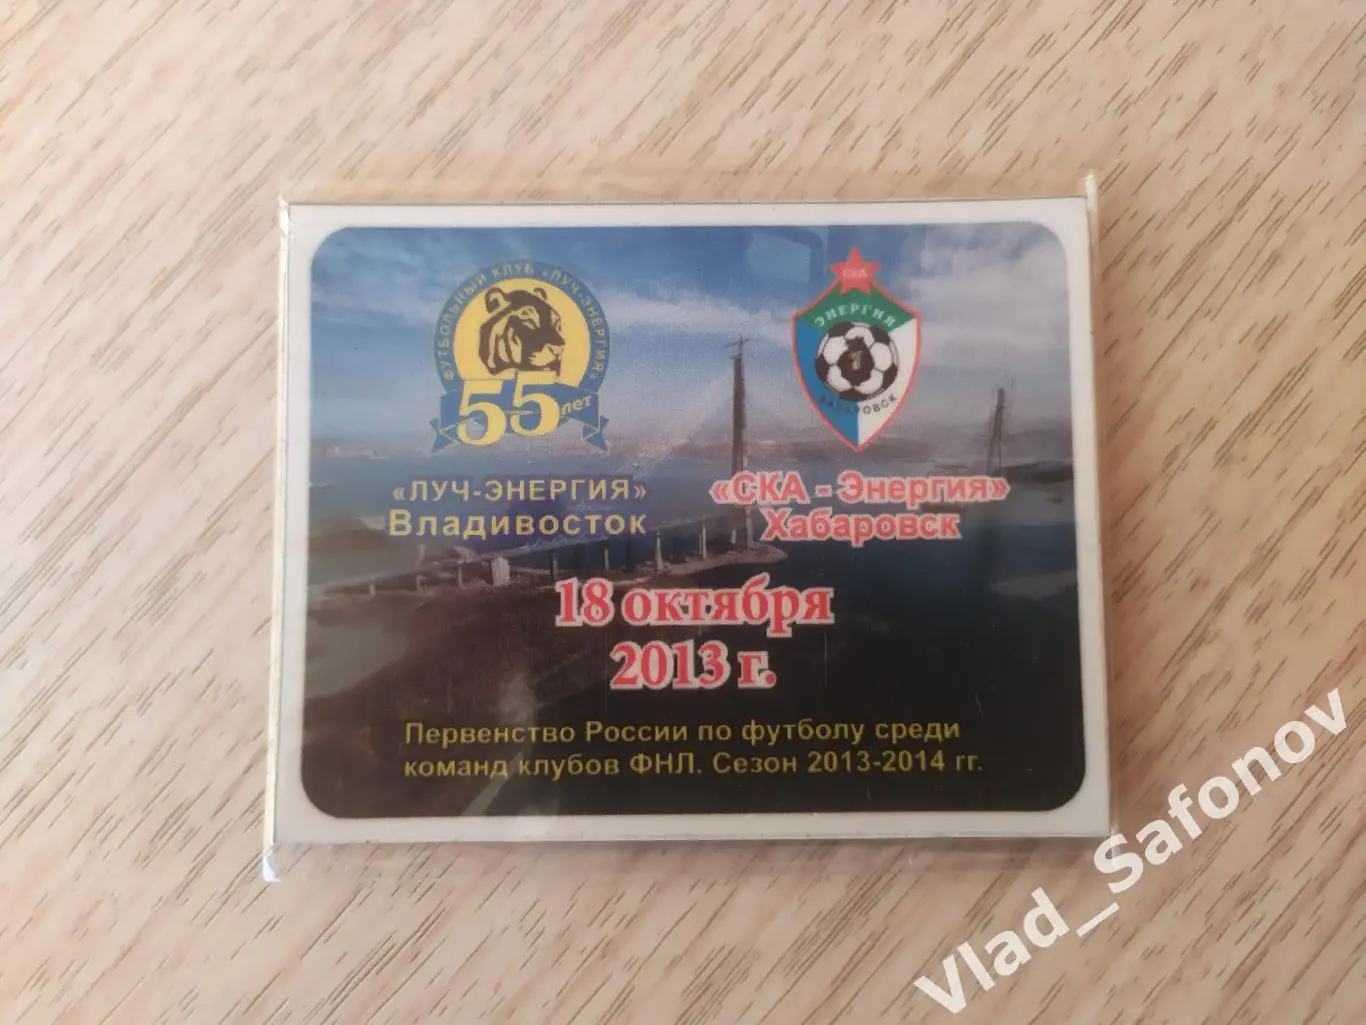 ФУТБОЛЬНЫЙ КЛУБ «ЛУЧ-ЭНЕРГИЯ»
55 лет
«ЛУЧ-ЭНЕРГИЯ»
Владивосток
СКА
ЭНЕРГИЯ
ХАБАРОВСК
«СКА - Энергия»
Хабаровск
18 октября
2013 г.
Первенство России по футболу среди
команд клубов ФНЛ. Сезон 2013-2014 гг.
Vlad_Safonov